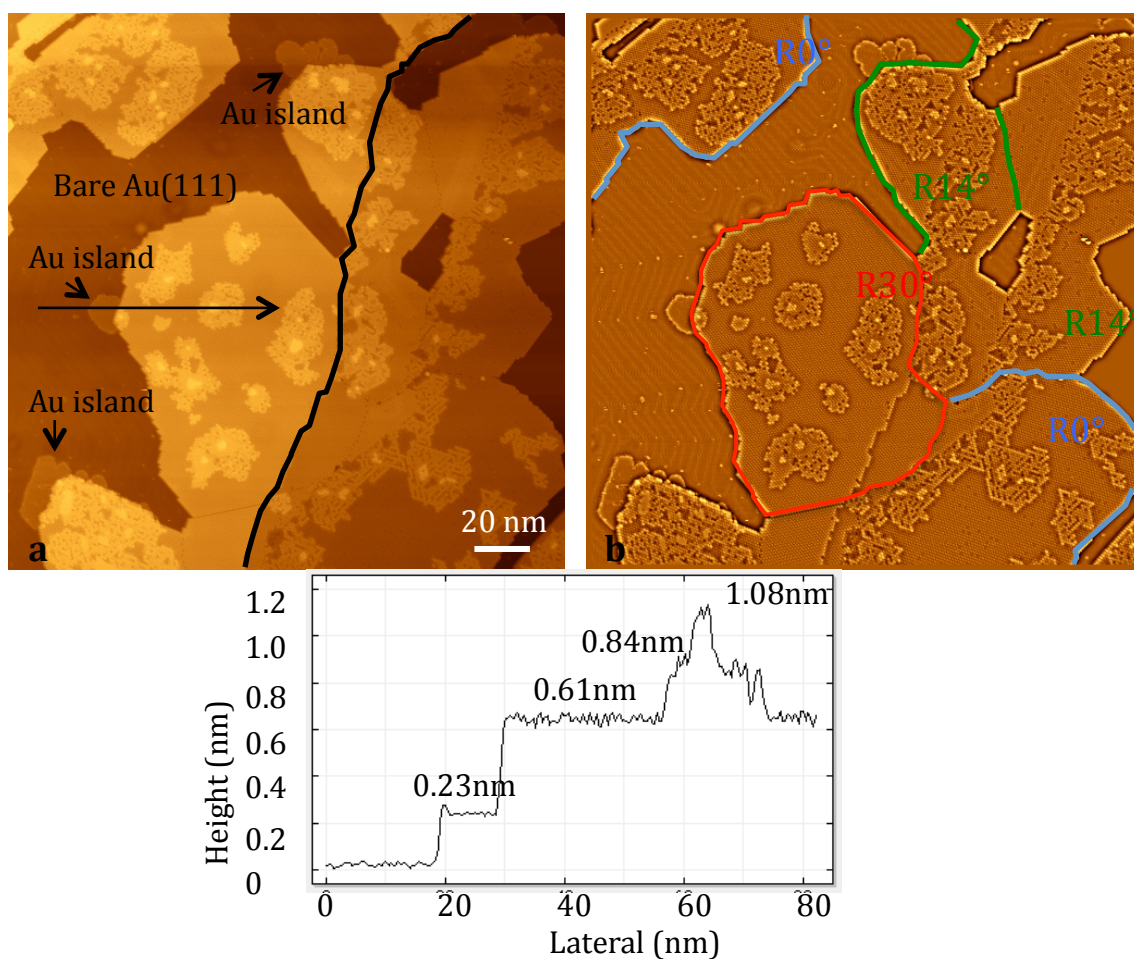 Au island
Bare Au(111)
Au island
Au island
20 nm
a
R0°
R14°
R30°
R14
R0°
b
1.2
1.0
0.8
0.6
0.4
0.2
0
Height (nm)
0.23nm
0.61nm
0.84nm
1.08nm
0 20 40 60 80
Lateral (nm)